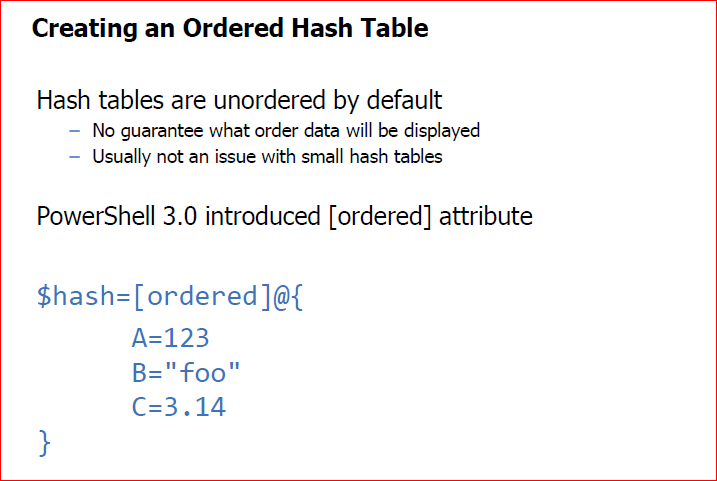 Creating an Ordered Hash Table
Hash tables are unordered by default
– No guarantee what order data will be displayed
– Usually not an issue with small hash tables
PowerShell 3.0 introduced [ordered] attribute
$hash=[ordered]@{
A=123
B="foo"
C=3.14
}